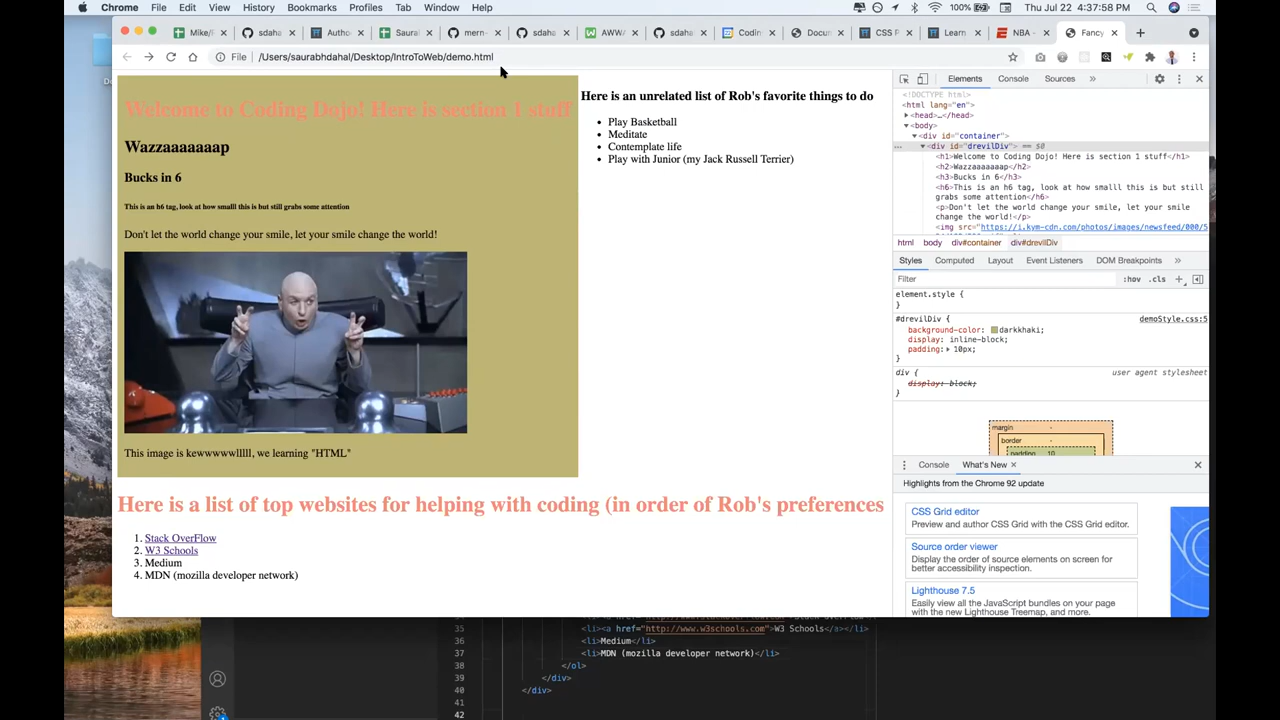 Chrome File Edit View History Bookmarks Profiles Tab Window Help 100% Thu Jul 22 4:37:58 PM
Mike/ sdaha Autho Saural mern- sdaha AWW sdaha Codin Docun CSS P Learn NBA - Fancy
File /Users/saurabhdahal/Desktop/IntroToWeb/demo.html
Welcome to Coding Dojo! Here is section 1 stuff
Wazzaaaaaap
Bucks in 6
This is an h6 tag, look at how smalll this is but still grabs some attention
Don't let the world change your smile, let your smile change the world!
This image is kewwwwwlllll, we learning "HTML"
Here is an unrelated list of Rob's favorite things to do
Play Basketball
Meditate
Contemplate life
Play with Junior (my Jack Russell Terrier)
Here is a list of top websites for helping with coding (in order of Rob's preferences
1. Stack OverFlow
2. W3 Schools
3. Medium
4. MDN (mozilla developer network)
Elements Console Sources
<!DOCTYPE html>
<html lang="en">
<head>…</head>
<body>
<div id="container">
<div id="drevilDiv"> == $0
<h1>Welcome to Coding Dojo! Here is section 1 stuff</h1>
<h2>Wazzaaaaaap</h2>
<h3>Bucks in 6</h3>
<h6>This is an h6 tag, look at how smalll this is but still
grabs some attention</h6>
<p>Don't let the world change your smile, let your smile
change the world!</p>
<img src="https://i.kym-cdn.com/photos/images/newsfeed/000/5
html body div#container div#drevilDiv
Styles Computed Layout Event Listeners DOM Breakpoints
Filter :hov .cls
element.style {
}
#drevilDiv { demoStyle.css:5
background-color: darkkhaki;
display: inline-block;
padding: 10px;
}
div { user agent stylesheet
display: block;
}
margin -
border -
padding 10
Console What's New
Highlights from the Chrome 92 update
CSS Grid editor
Preview and author CSS Grid with the CSS Grid editor.
Source order viewer
Display the order of source elements on screen for
better accessibility inspection.
Lighthouse 7.5
Easily view all the JavaScript bundles on your page
with the new Lighthouse Treemap, and more.
35 <li><a href="http://www.w3schools.com">W3 Schools</a></li>
36 <li>Medium</li>
37 <li>MDN (mozilla developer network)</li>
38 </ol>
39 </div>
40 </div>
41
42